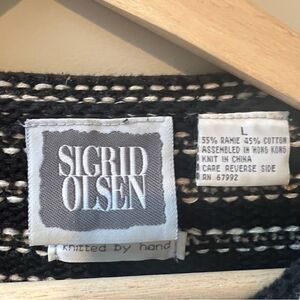 SIGRID
OLSEN
knitted by hand
L
55% RAMIE 45% COTTON
ASSEMBLED IN HONG KONG
KNIT IN CHINA
CARE REVERSE SIDE
RN 67992